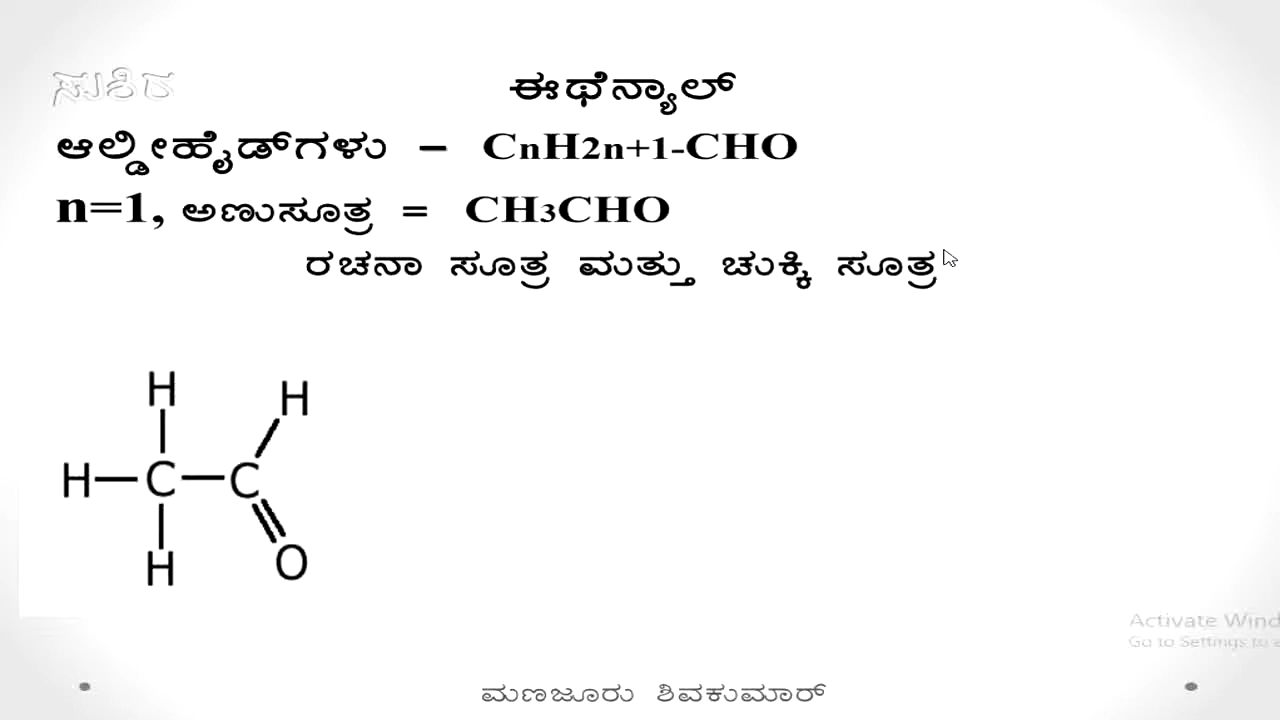 ಸುಶಿರ
ಈಥೆನ್ಯಾಲ್
ಆಲ್ಡೀಹೈಡ್‌ಗಳು – CnH2n+1-CHO
n=1, ಅಣುಸೂತ್ರ = CH3CHO
ರಚನಾ ಸೂತ್ರ ಮತ್ತು ಚುಕ್ಕಿ ಸೂತ್ರ
H
H
H C C
H
O
Activate Wind
Go to Settings to
ಮಣಜೂರು ಶಿವಕುಮಾರ್